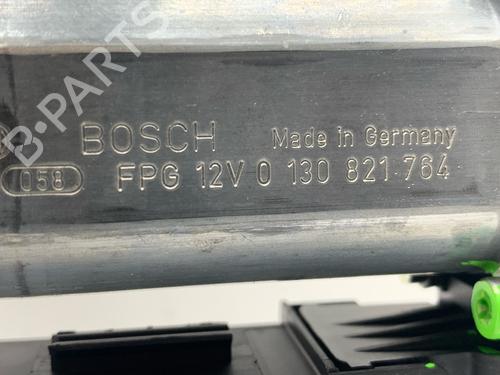 BOSCH Made in Germany
058 FPG 12V 0 130 821 764
B-PARTS